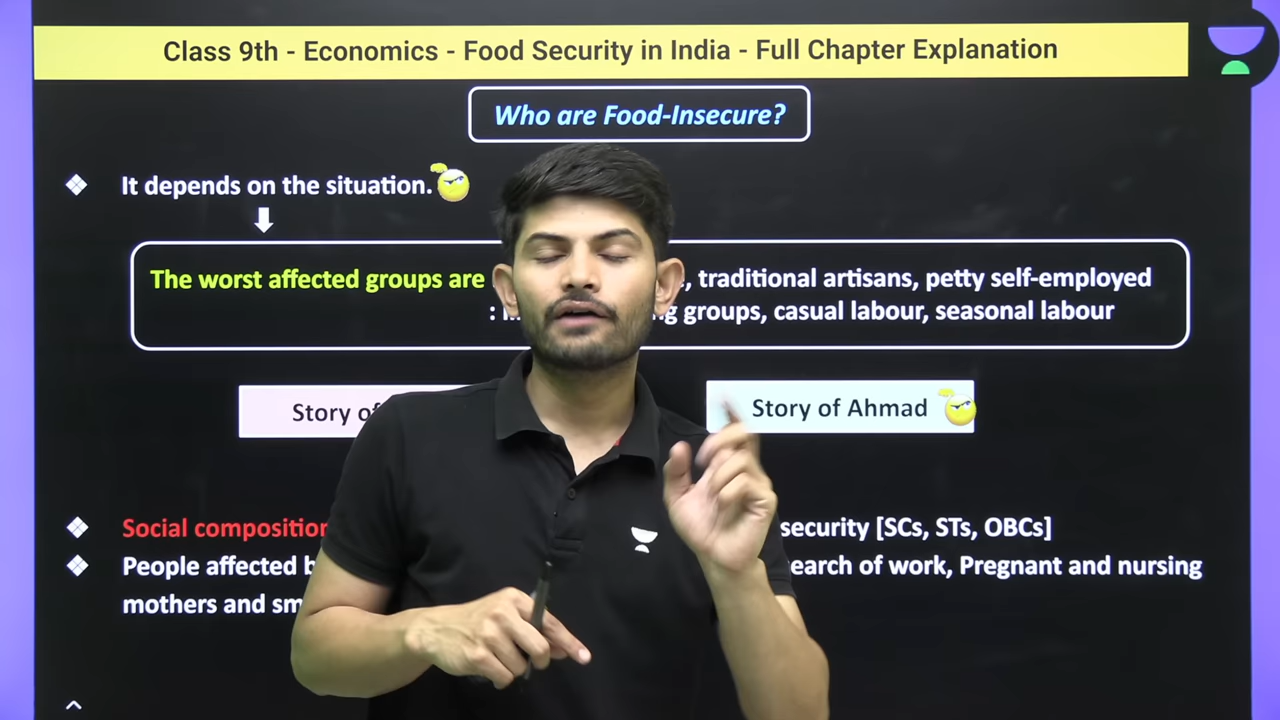 Class 9th - Economics - Food Security in India - Full Chapter Explanation
Who are Food-Insecure?
It depends on the situation.
The worst affected groups are traditional artisans, petty self-employed
: groups, casual labour, seasonal labour
Story of
Story of Ahmad
Social composition security [SCs, STs, OBCs]
People affected work, Pregnant and nursing
mothers and